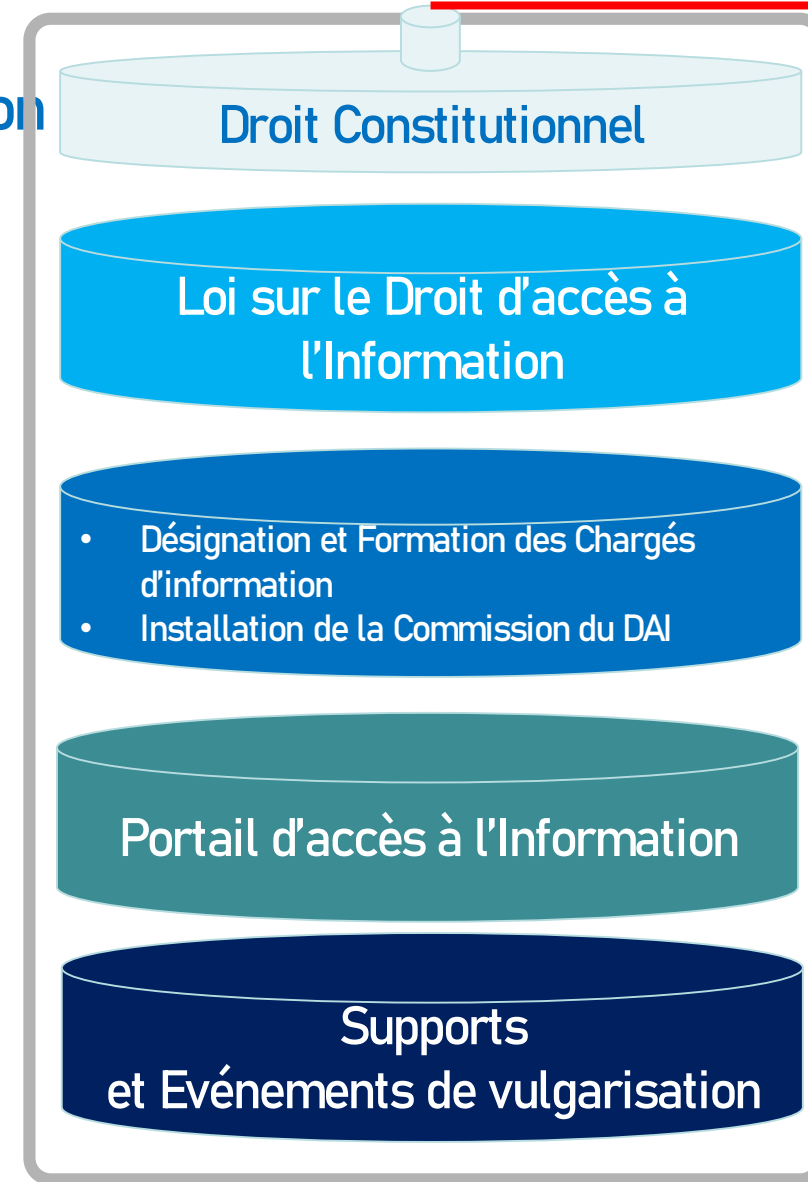 on
Droit Constitutionnel
Loi sur le Droit d’accès à
l’Information
• Désignation et Formation des Chargés
d’information
• Installation de la Commission du DAI
Portail d’accès à l’Information
Supports
et Evénements de vulgarisation